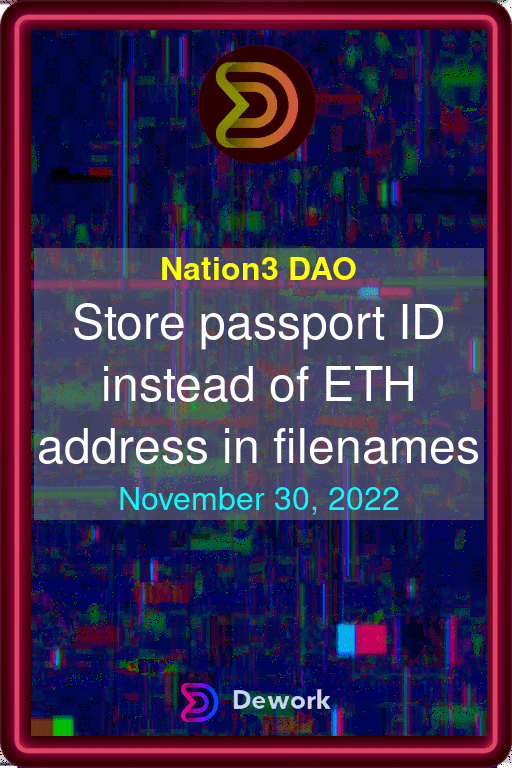 Nation3 DAO
Store passport ID
instead of ETH
address in filenames
November 30, 2022
Dework